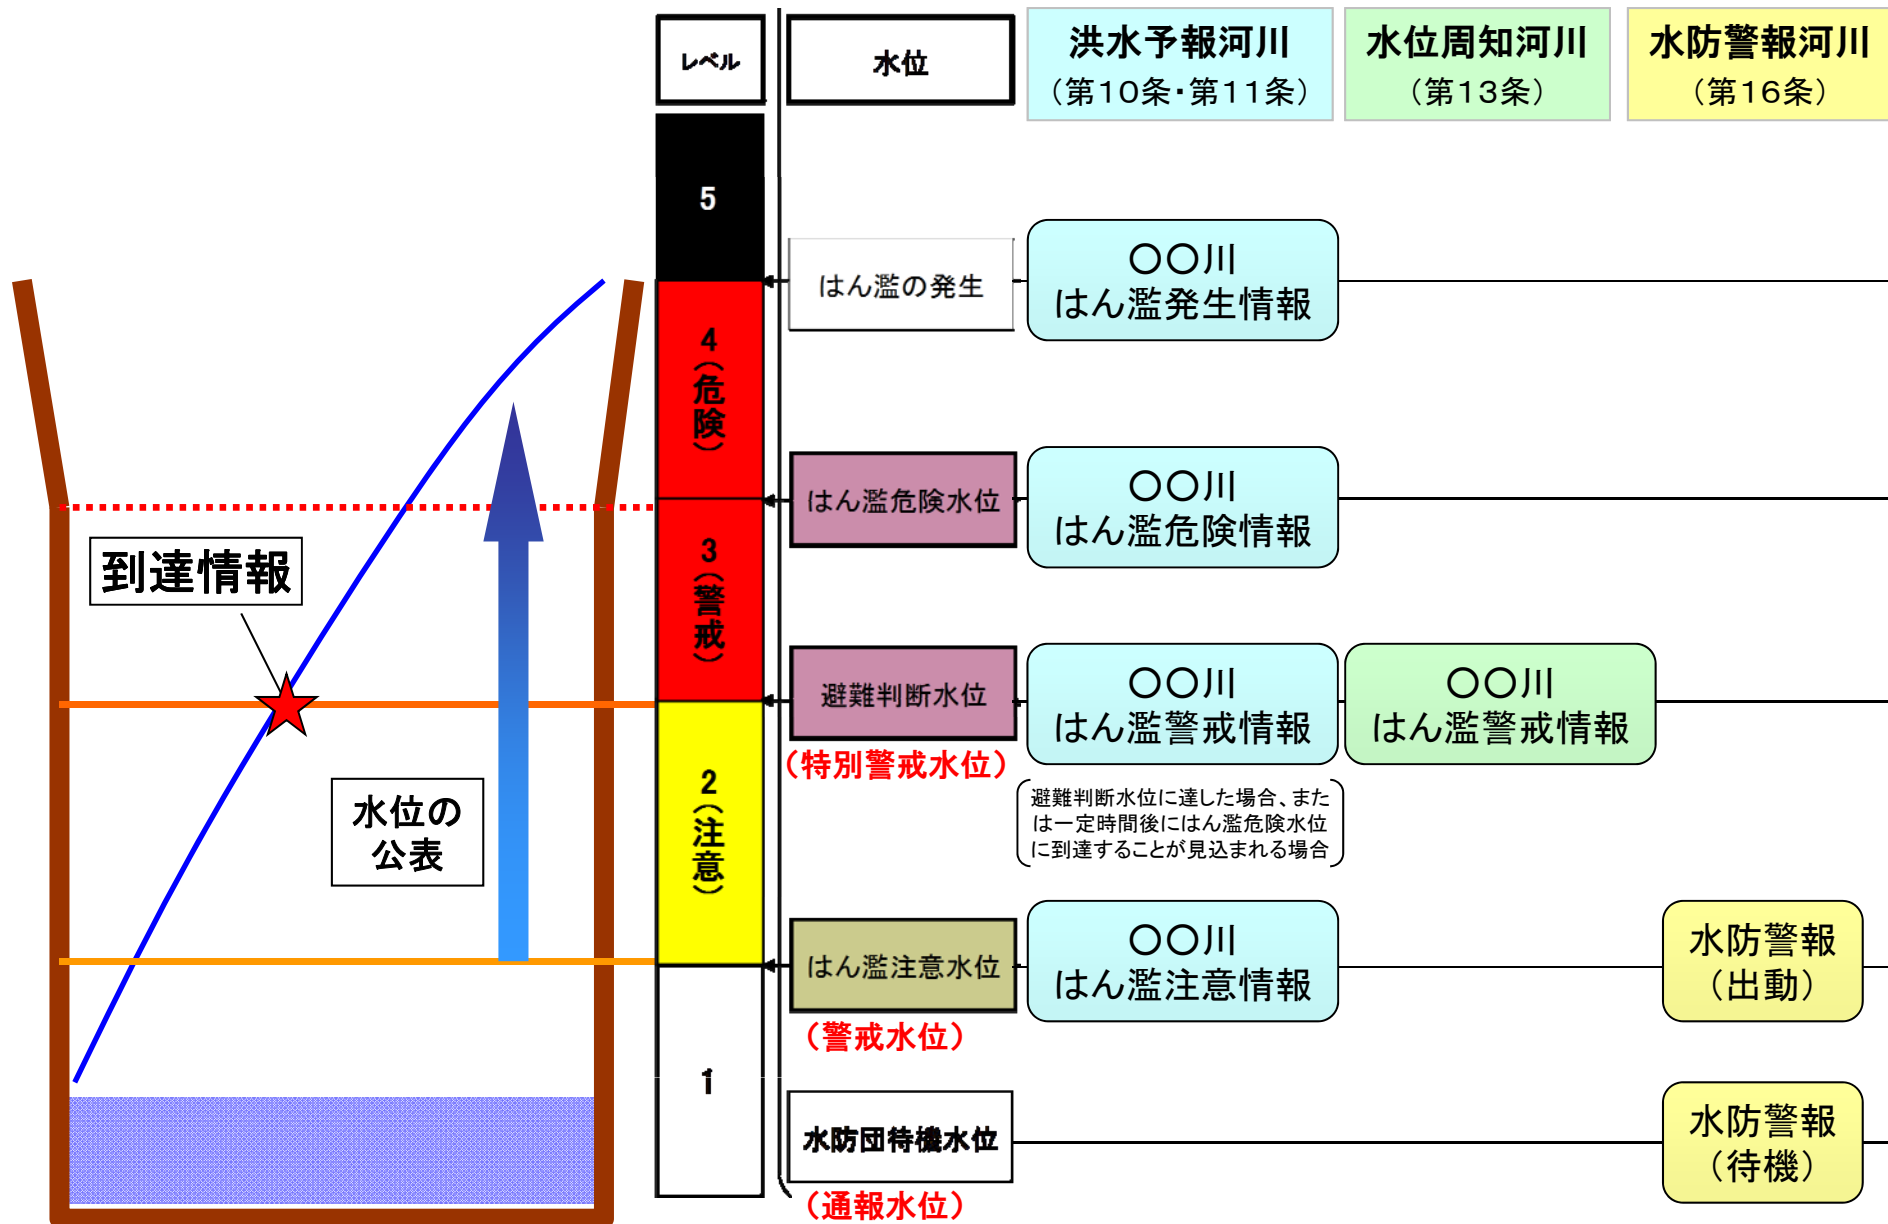 レベル
水位
洪水予報河川
（第10条・第11条）
水位周知河川
（第13条）
水防警報河川
（第16条）
5
はん濫の発生
〇〇川
はん濫発生情報
4（危険）
はん濫危険水位
〇〇川
はん濫危険情報
到達情報
3（警戒）
避難判断水位
（特別警戒水位）
〇〇川
はん濫警戒情報
〇〇川
はん濫警戒情報
避難判断水位に達した場合、また
は一定時間後にはん濫危険水位
に到達することが見込まれる場合
水位の
公表
2（注意）
はん濫注意水位
（警戒水位）
〇〇川
はん濫注意情報
水防警報
（出動）
1
水防団待機水位
（通報水位）
水防警報
（待機）